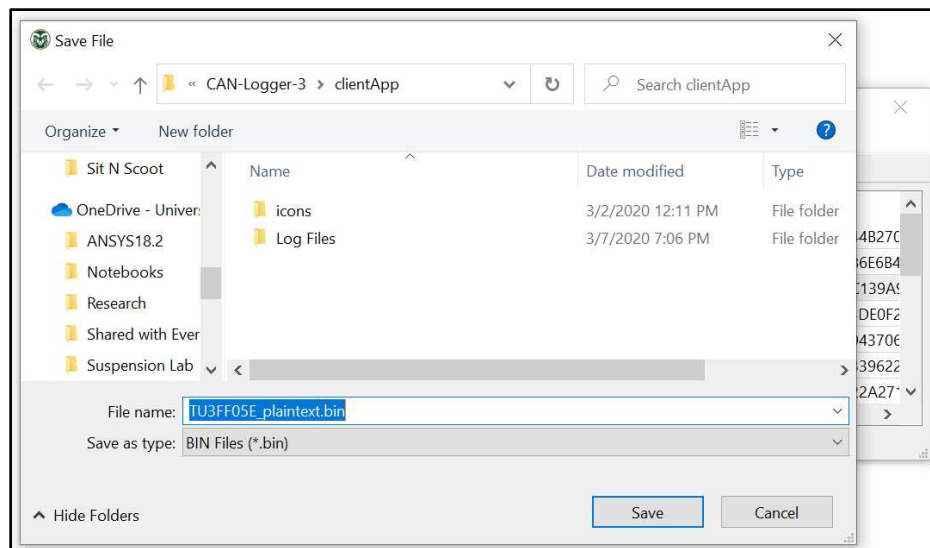 Save File
« CAN-Logger-3 > clientApp
Search clientApp
Organize
New folder
Sit N Scoot
OneDrive - Univer
ANSYS18.2
Notebooks
Research
Shared with Ever
Suspension Lab
Name Date modified Type
icons 3/2/2020 12:11 PM File folder
Log Files 3/7/2020 7:06 PM File folder
4B27C
6E6B4
C139A9
DE0F2
43706
39622
2A271
File name: TU3FF05E_plaintext.bin
Save as type: BIN Files (*.bin)
Hide Folders
Save
Cancel